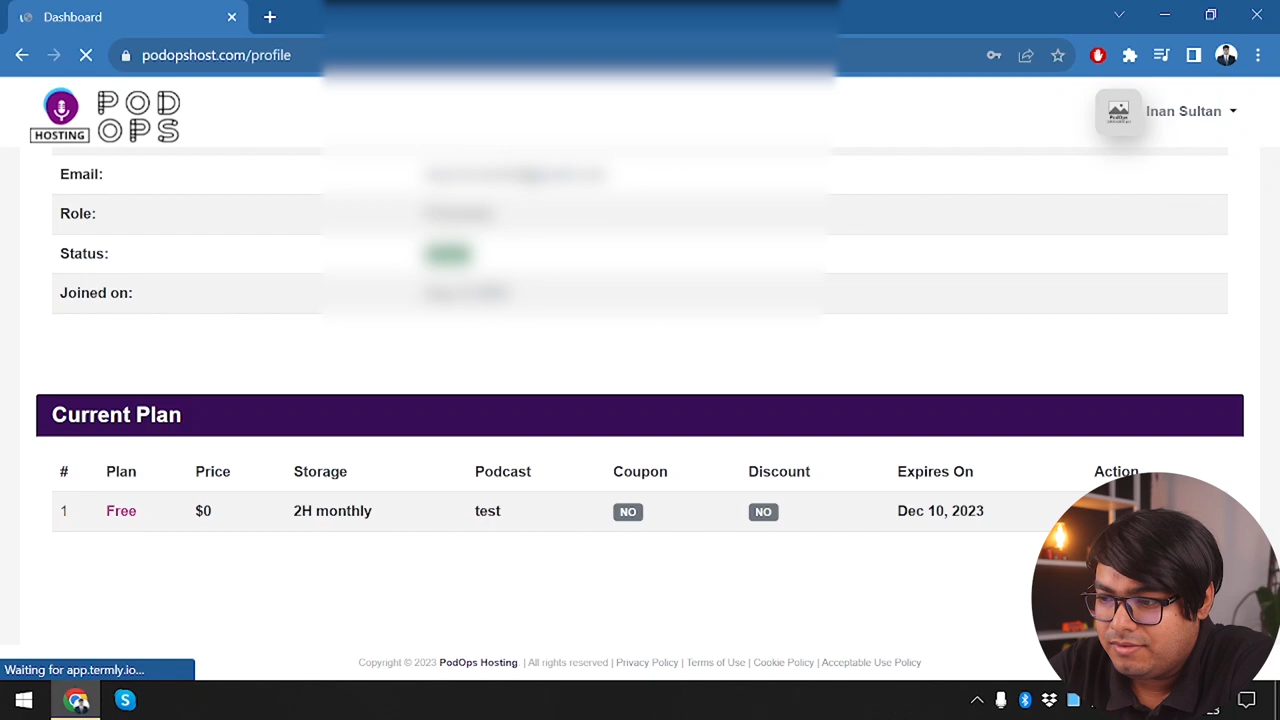 Dashboard
podopshost.com/profile
HOSTING
POD
OPS
PodOps
Inan Sultan
Email:
Role:
Status:
Joined on:
Current Plan
# Plan Price Storage Podcast Coupon Discount Expires On Action
1 Free $0 2H monthly test NO NO Dec 10, 2023
Waiting for app.termly.io...
Copyright © 2023 PodOps Hosting. | All rights reserved | Privacy Policy | Terms of Use | Cookie Policy | Acceptable Use Policy